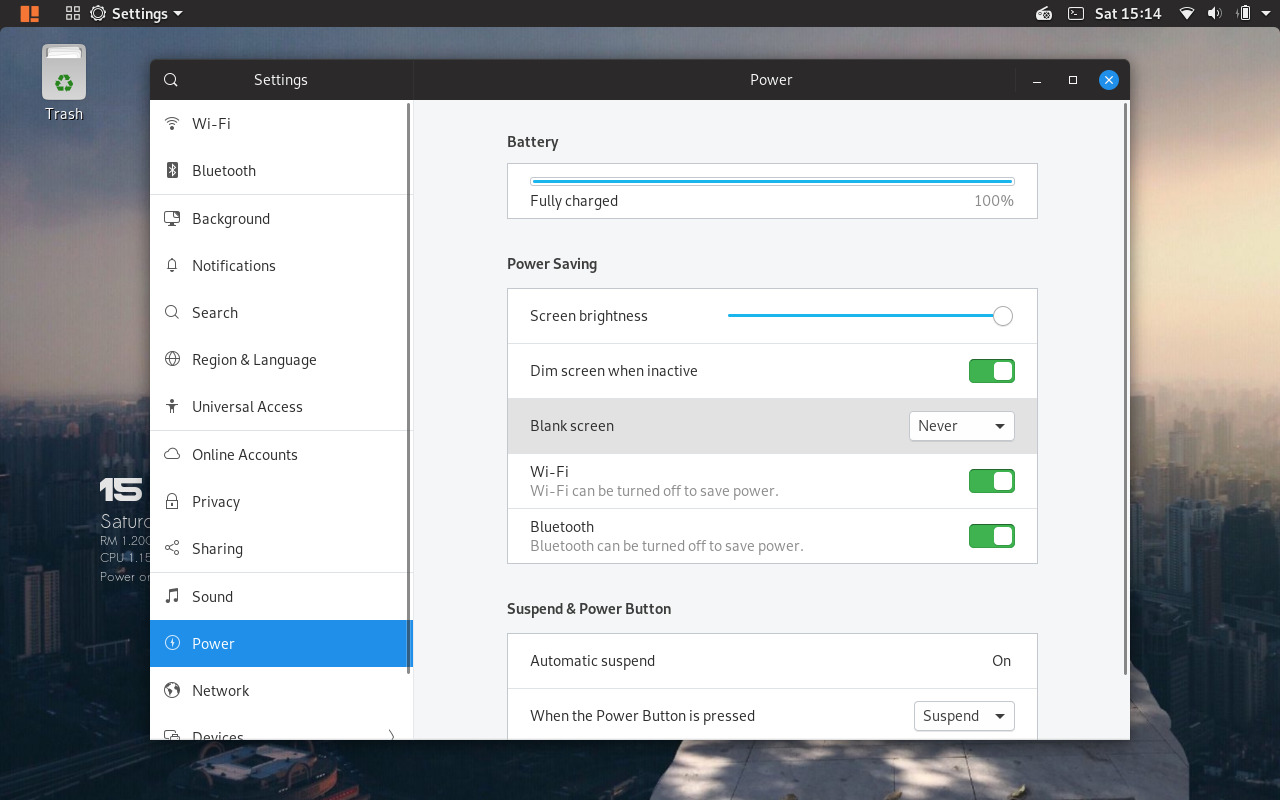 Settings
Sat 15:14
Trash
Settings
Power
Wi-Fi
Bluetooth
Background
Notifications
Search
Region & Language
Universal Access
Online Accounts
Privacy
Sharing
Sound
Power
Network
Devices
Battery
Fully charged 100%
Power Saving
Screen brightness
Dim screen when inactive
Blank screen Never
Wi-Fi
Wi-Fi can be turned off to save power.
Bluetooth
Bluetooth can be turned off to save power.
Suspend & Power Button
Automatic suspend On
When the Power Button is pressed Suspend
15
Saturd
RM 1.200
CPU 1.15
Power on